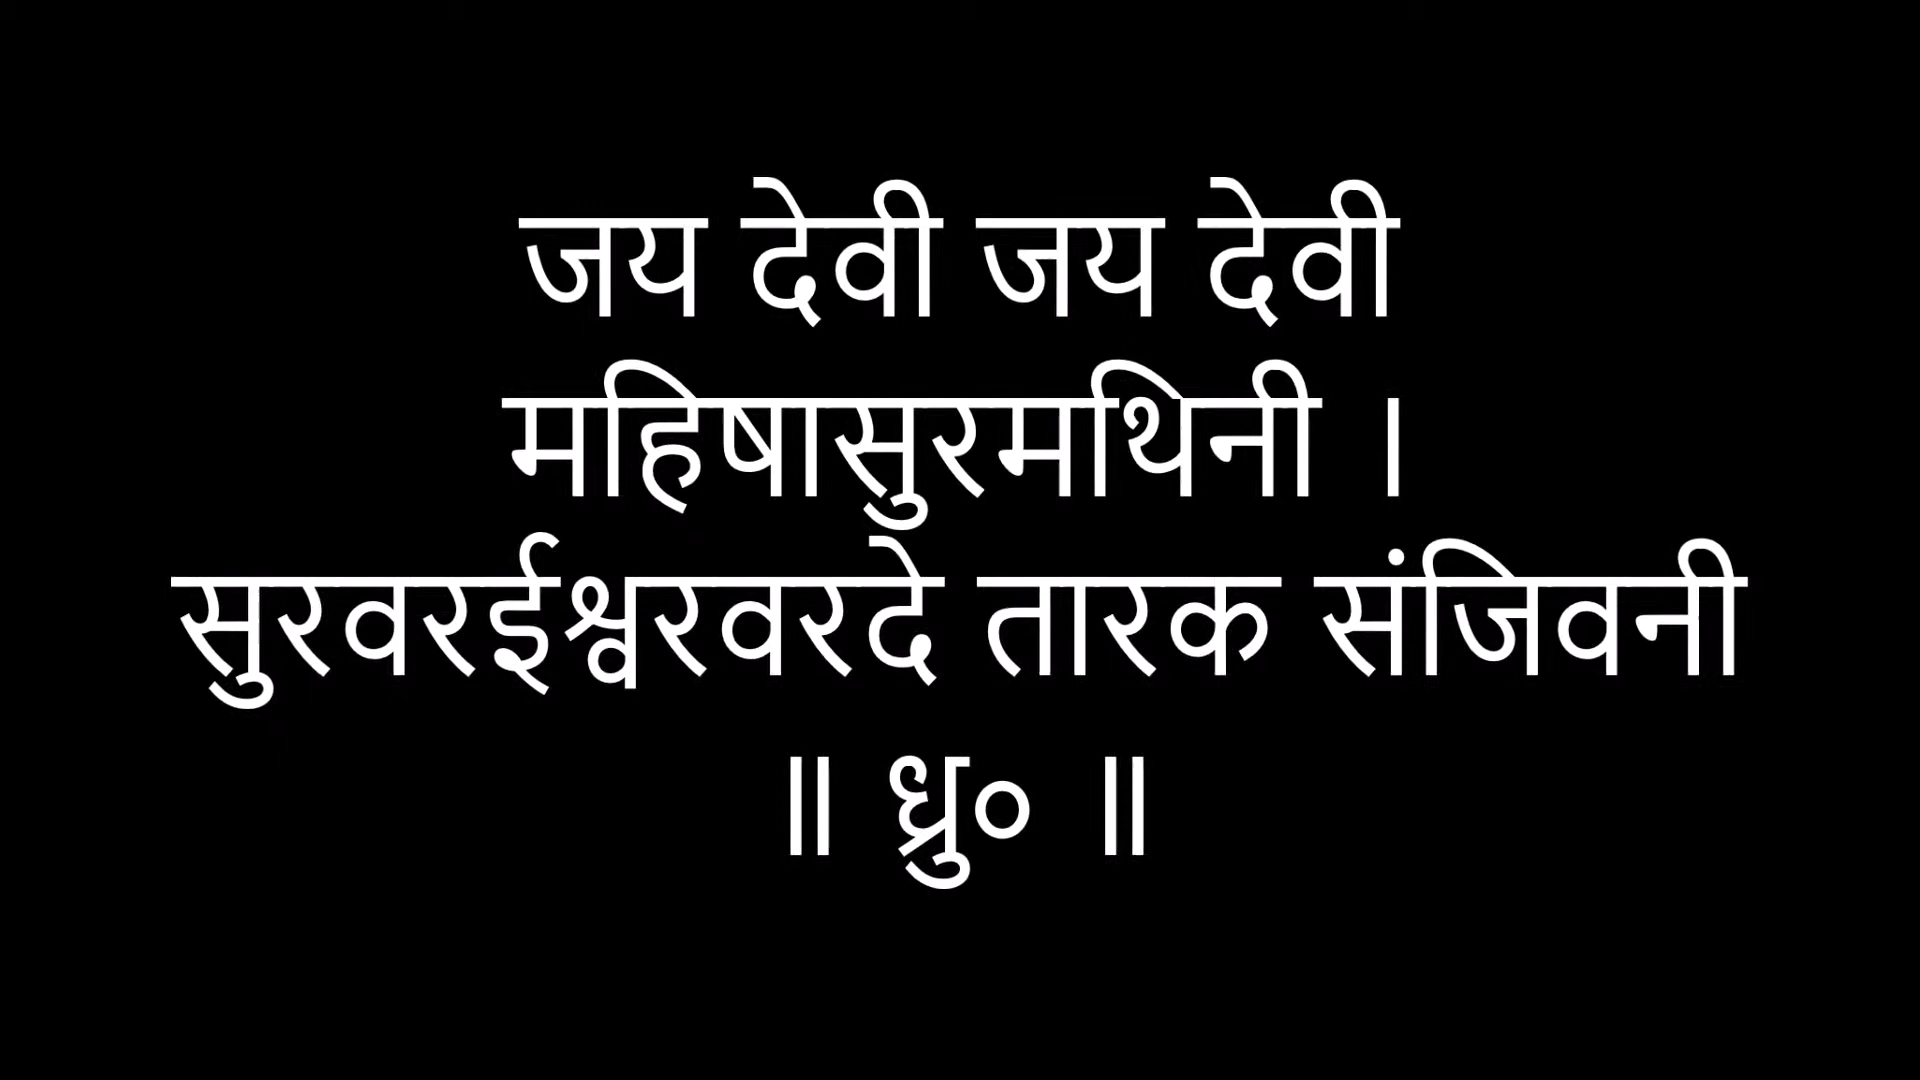 जय देवी जय देवी
महिषासुरमथिनी ।
सुरवरईश्वरवरदे तारक संजिवनी
॥ ध्रु० ॥